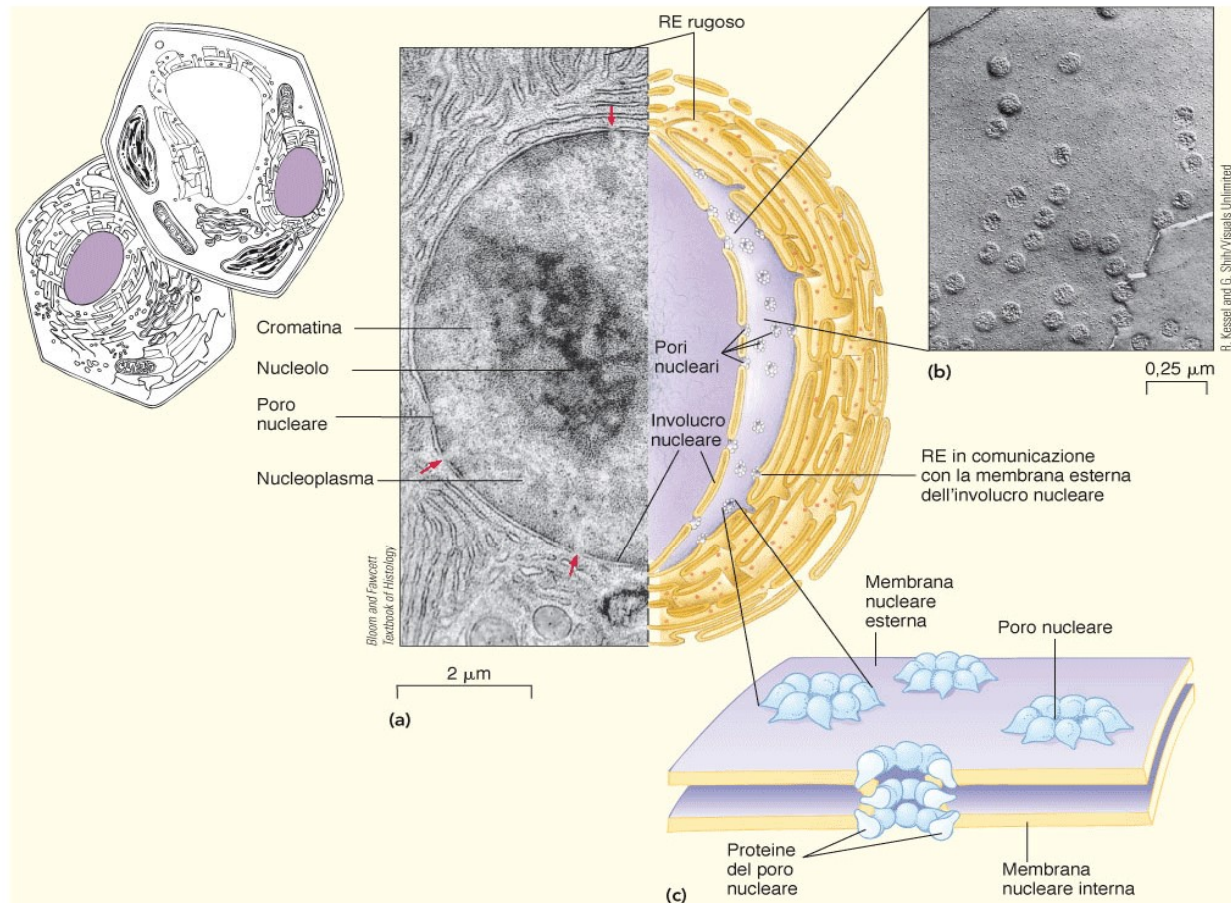 RE rugoso
Cromatina
Nucleolo
Poro
nucleare
Nucleoplasma
Pori
nucleari
Involucro
nucleare
Bloom and Fawcett
Textbook of Histology
2 μm
(a)
R. Kessel and G. Shih/Visuals Unlimited
(b)
0,25 μm
RE in comunicazione
con la membrana esterna
dell'involucro nucleare
Membrana
nucleare
esterna
Poro nucleare
Proteine
del poro
nucleare
Membrana
nucleare interna
(c)